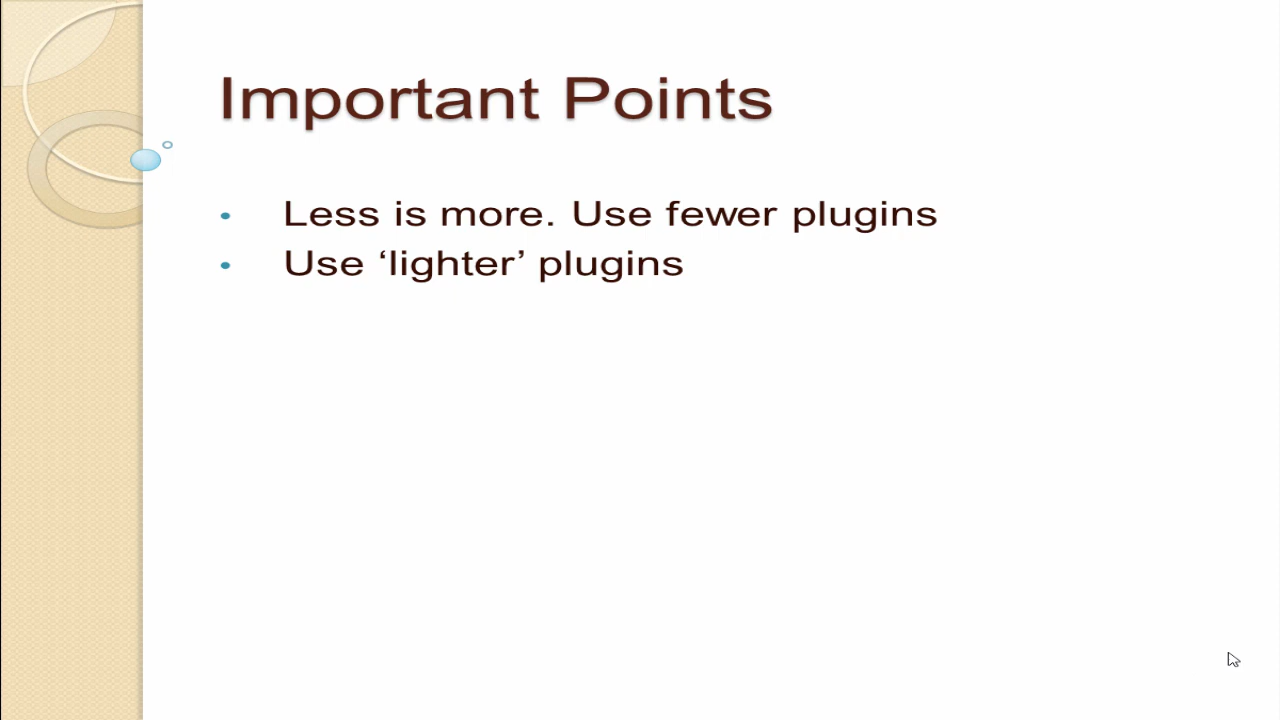 Important Points
• Less is more. Use fewer plugins
• Use ‘lighter’ plugins